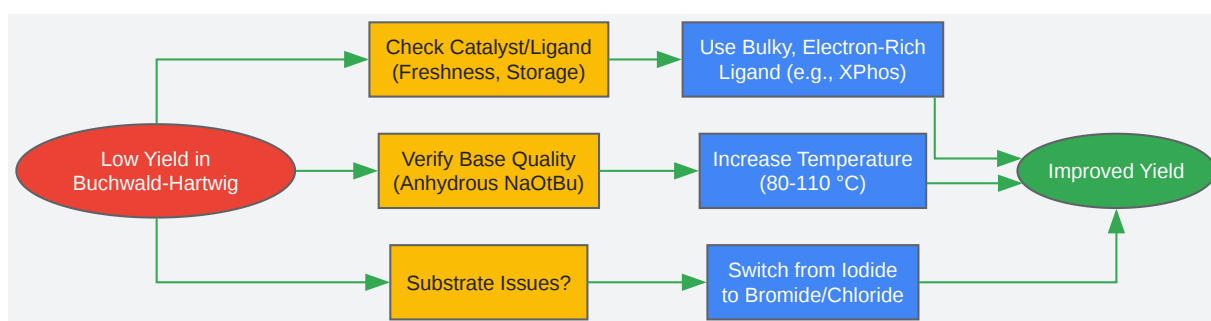 Low Yield in
Buchwald-Hartwig
Check Catalyst/Ligand
(Freshness, Storage)
Use Bulky, Electron-Rich
Ligand (e.g., XPhos)
Verify Base Quality
(Anhydrous NaOtBu)
Increase Temperature
(80-110 °C)
Substrate Issues?
Switch from Iodide
to Bromide/Chloride
Improved Yield